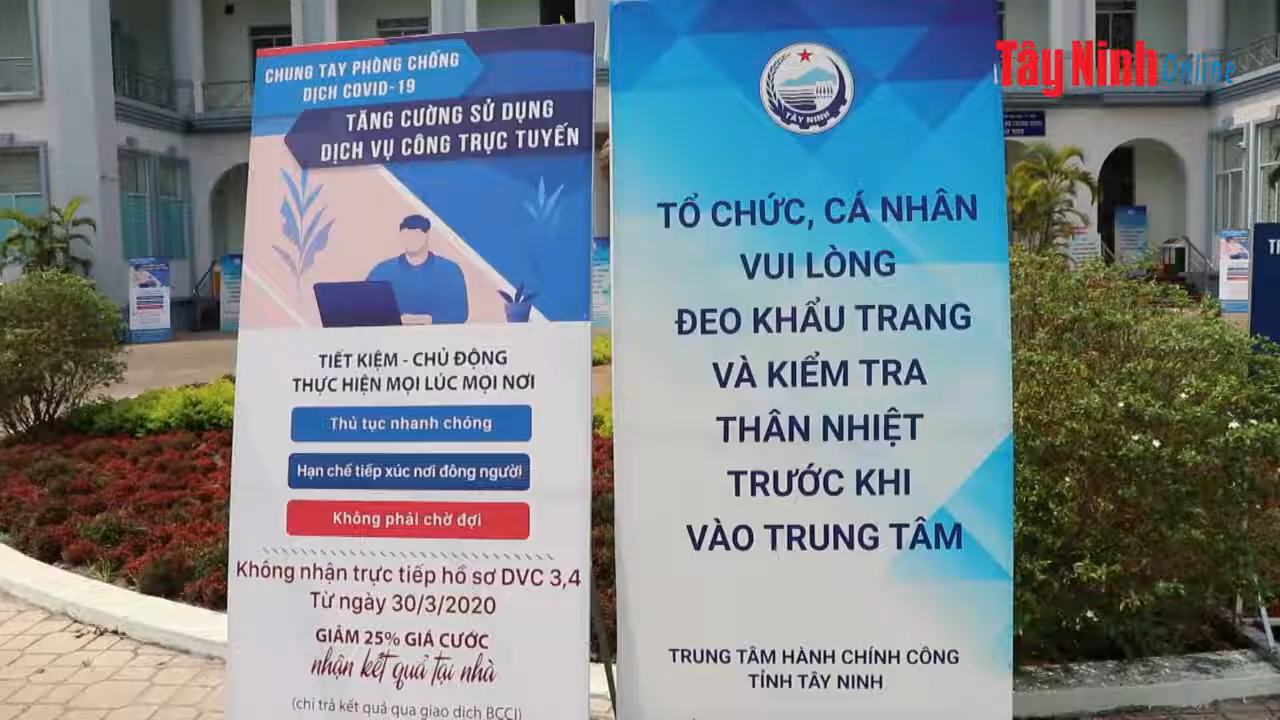 CHUNG TAY PHÒNG CHỐNG
DỊCH COVID-19
TĂNG CƯỜNG SỬ DỤNG
DỊCH VỤ CÔNG TRỰC TUYẾN
TIẾT KIỆM - CHỦ ĐỘNG
THỰC HIỆN MỌI LÚC MỌI NƠI
Thủ tục nhanh chóng
Hạn chế tiếp xúc nơi đông người
Không phải chờ đợi
Không nhận trực tiếp hồ sơ DVC 3,4
Từ ngày 30/3/2020
GIẢM 25% GIÁ CƯỚC
nhận kết quả tại nhà
(chi trả kết quả qua giao dịch BCCI)
TÂY NINH
TỔ CHỨC, CÁ NHÂN
VUI LÒNG
ĐEO KHẨU TRANG
VÀ KIỂM TRA
THÂN NHIỆT
TRƯỚC KHI
VÀO TRUNG TÂM
TRUNG TÂM HÀNH CHÍNH CÔNG
TỈNH TÂY NINH
Tây Ninh Online